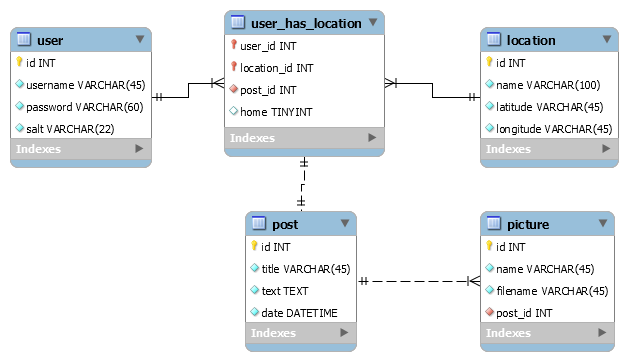 user
id INT
username VARCHAR(45)
password VARCHAR(60)
salt VARCHAR(22)
Indexes
user_has_location
user_id INT
location_id INT
post_id INT
home TINYINT
Indexes
location
id INT
name VARCHAR(100)
latitude VARCHAR(45)
longitude VARCHAR(45)
Indexes
post
id INT
title VARCHAR(45)
text TEXT
date DATETIME
Indexes
picture
id INT
name VARCHAR(45)
filename VARCHAR(45)
post_id INT
Indexes